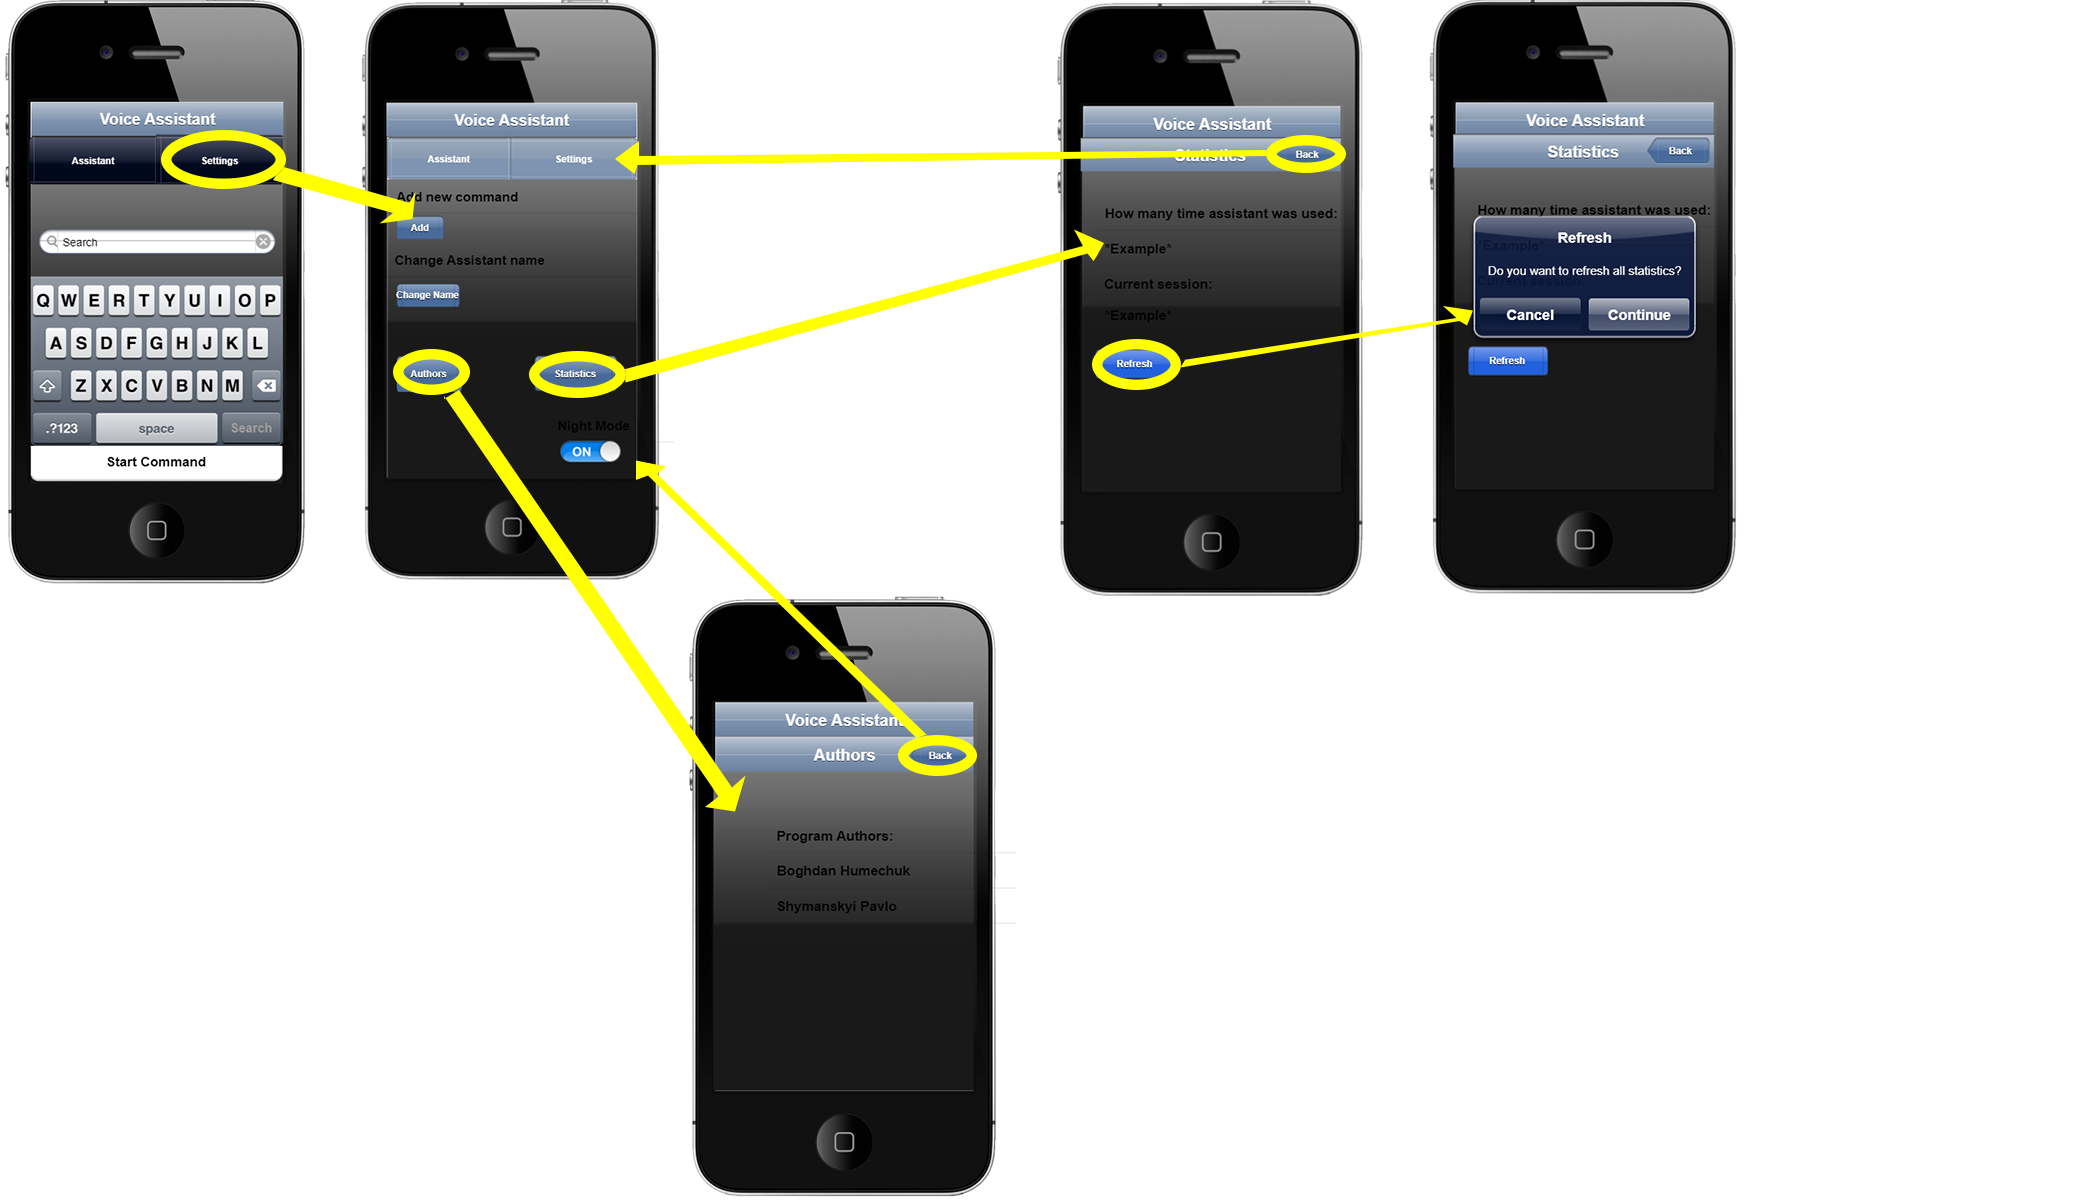 Voice Assistant
Assistant Settings
Search
Q W E R T Y U I O P
A S D F G H J K L
Z X C V B N M
.?123 space Search
Start Command
Voice Assistant
Assistant Settings
Add new command
Add
Change Assistant name
Change Name
Authors Statistics
Night Mode
ON
Voice Assistant
Statistics Back
How many time assistant was used:
*Example*
Current session:
*Example*
Refresh
Voice Assistant
Statistics Back
How many time assistant was used:
*Example*
Current session:
Refresh
Do you want to refresh all statistics?
Cancel Continue
Refresh
Voice Assistant
Authors Back
Program Authors:
Boghdan Humechuk
Shymanskyi Pavlo